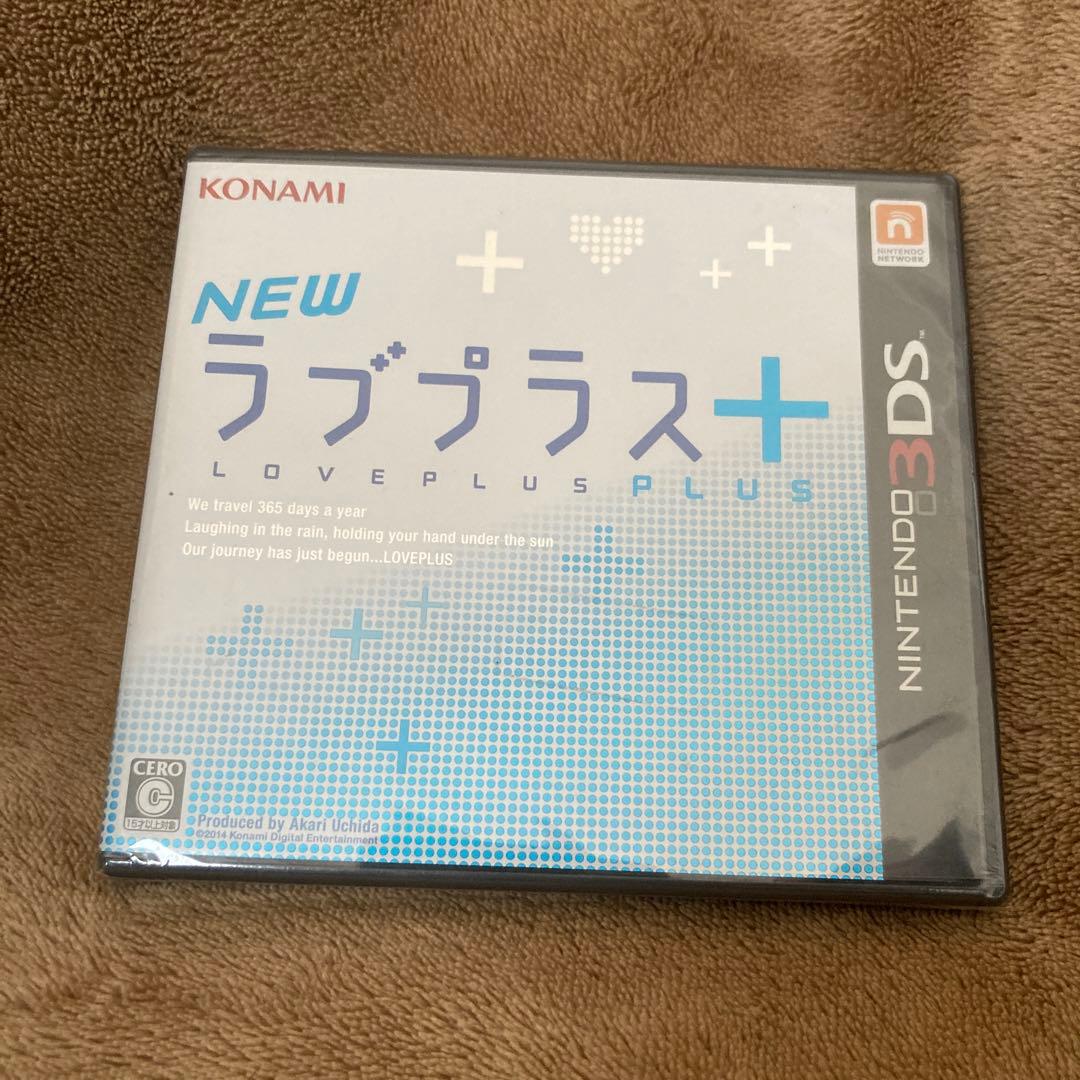 KONAMI
NEW
ラブプラス+
LOVEPLUS PLUS
We travel 365 days a year
Laughing in the rain, holding your hand under the sun
Our journey has just begun...LOVEPLUS
CERO
C
15才以上対象
Produced by Akari Uchida
©2014 Konami Digital Entertainment
n
NINTENDO
NETWORK
NINTENDO3DS™